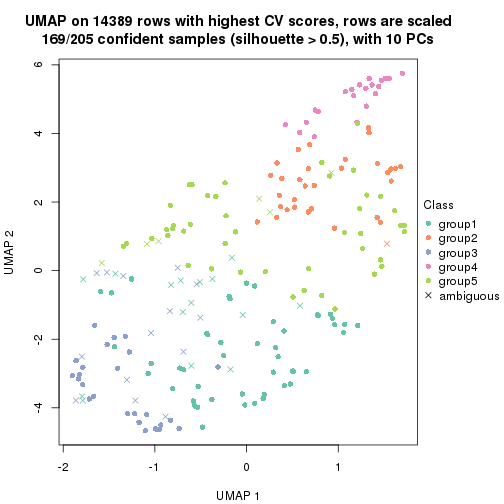 UMAP on 14389 rows with highest CV scores, rows are scaled
169/205 confident samples (silhouette > 0.5), with 10 PCs
6
4
2
0
-2
-4
UMAP 2
-2
-1
0
1
UMAP 1
Class
group1
group2
group3
group4
group5
ambiguous